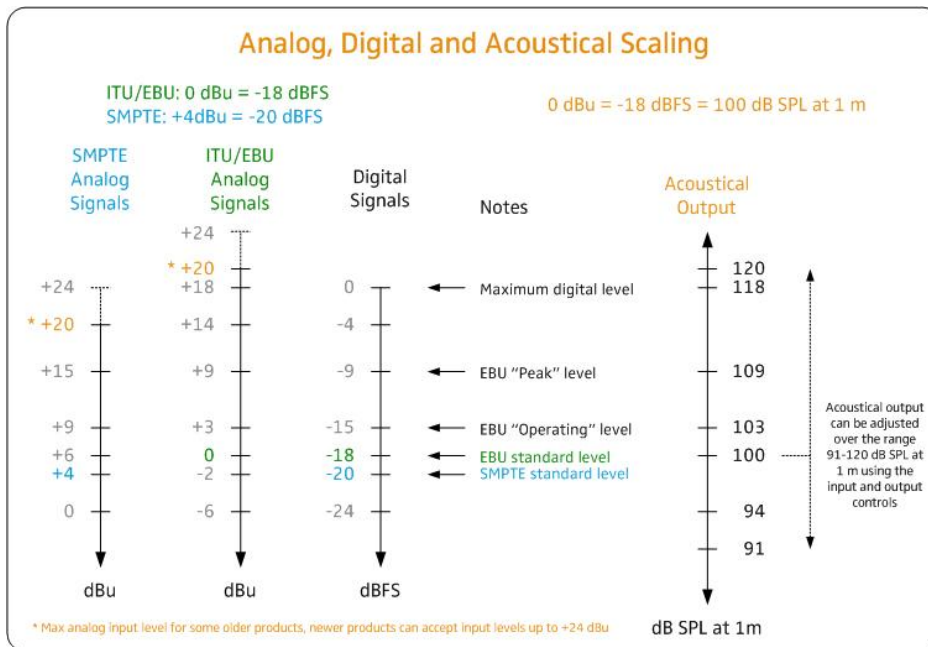 Analog, Digital and Acoustical Scaling
ITU/EBU: 0 dBu = -18 dBFS
SMPTE: +4dBu = -20 dBFS
0 dBu = -18 dBFS = 100 dB SPL at 1 m
SMPTE
Analog
Signals
+24
* +20
+15
+9
+6
+4
0
dBu
ITU/EBU
Analog
Signals
+24
* +20
+18
+14
+9
+3
0
-2
-6
dBu
Digital
Signals
0
-4
-9
-15
-18
-20
-24
dBFS
Notes
Maximum digital level
EBU “Peak” level
EBU “Operating” level
EBU standard level
SMPTE standard level
Acoustical
Output
120
118
109
103
100
94
91
dB SPL at 1m
Acoustical output
can be adjusted
over the range
91-120 dB SPL at
1 m using the
input and output
controls
* Max analog input level for some older products, newer products can accept input levels up to +24 dBu